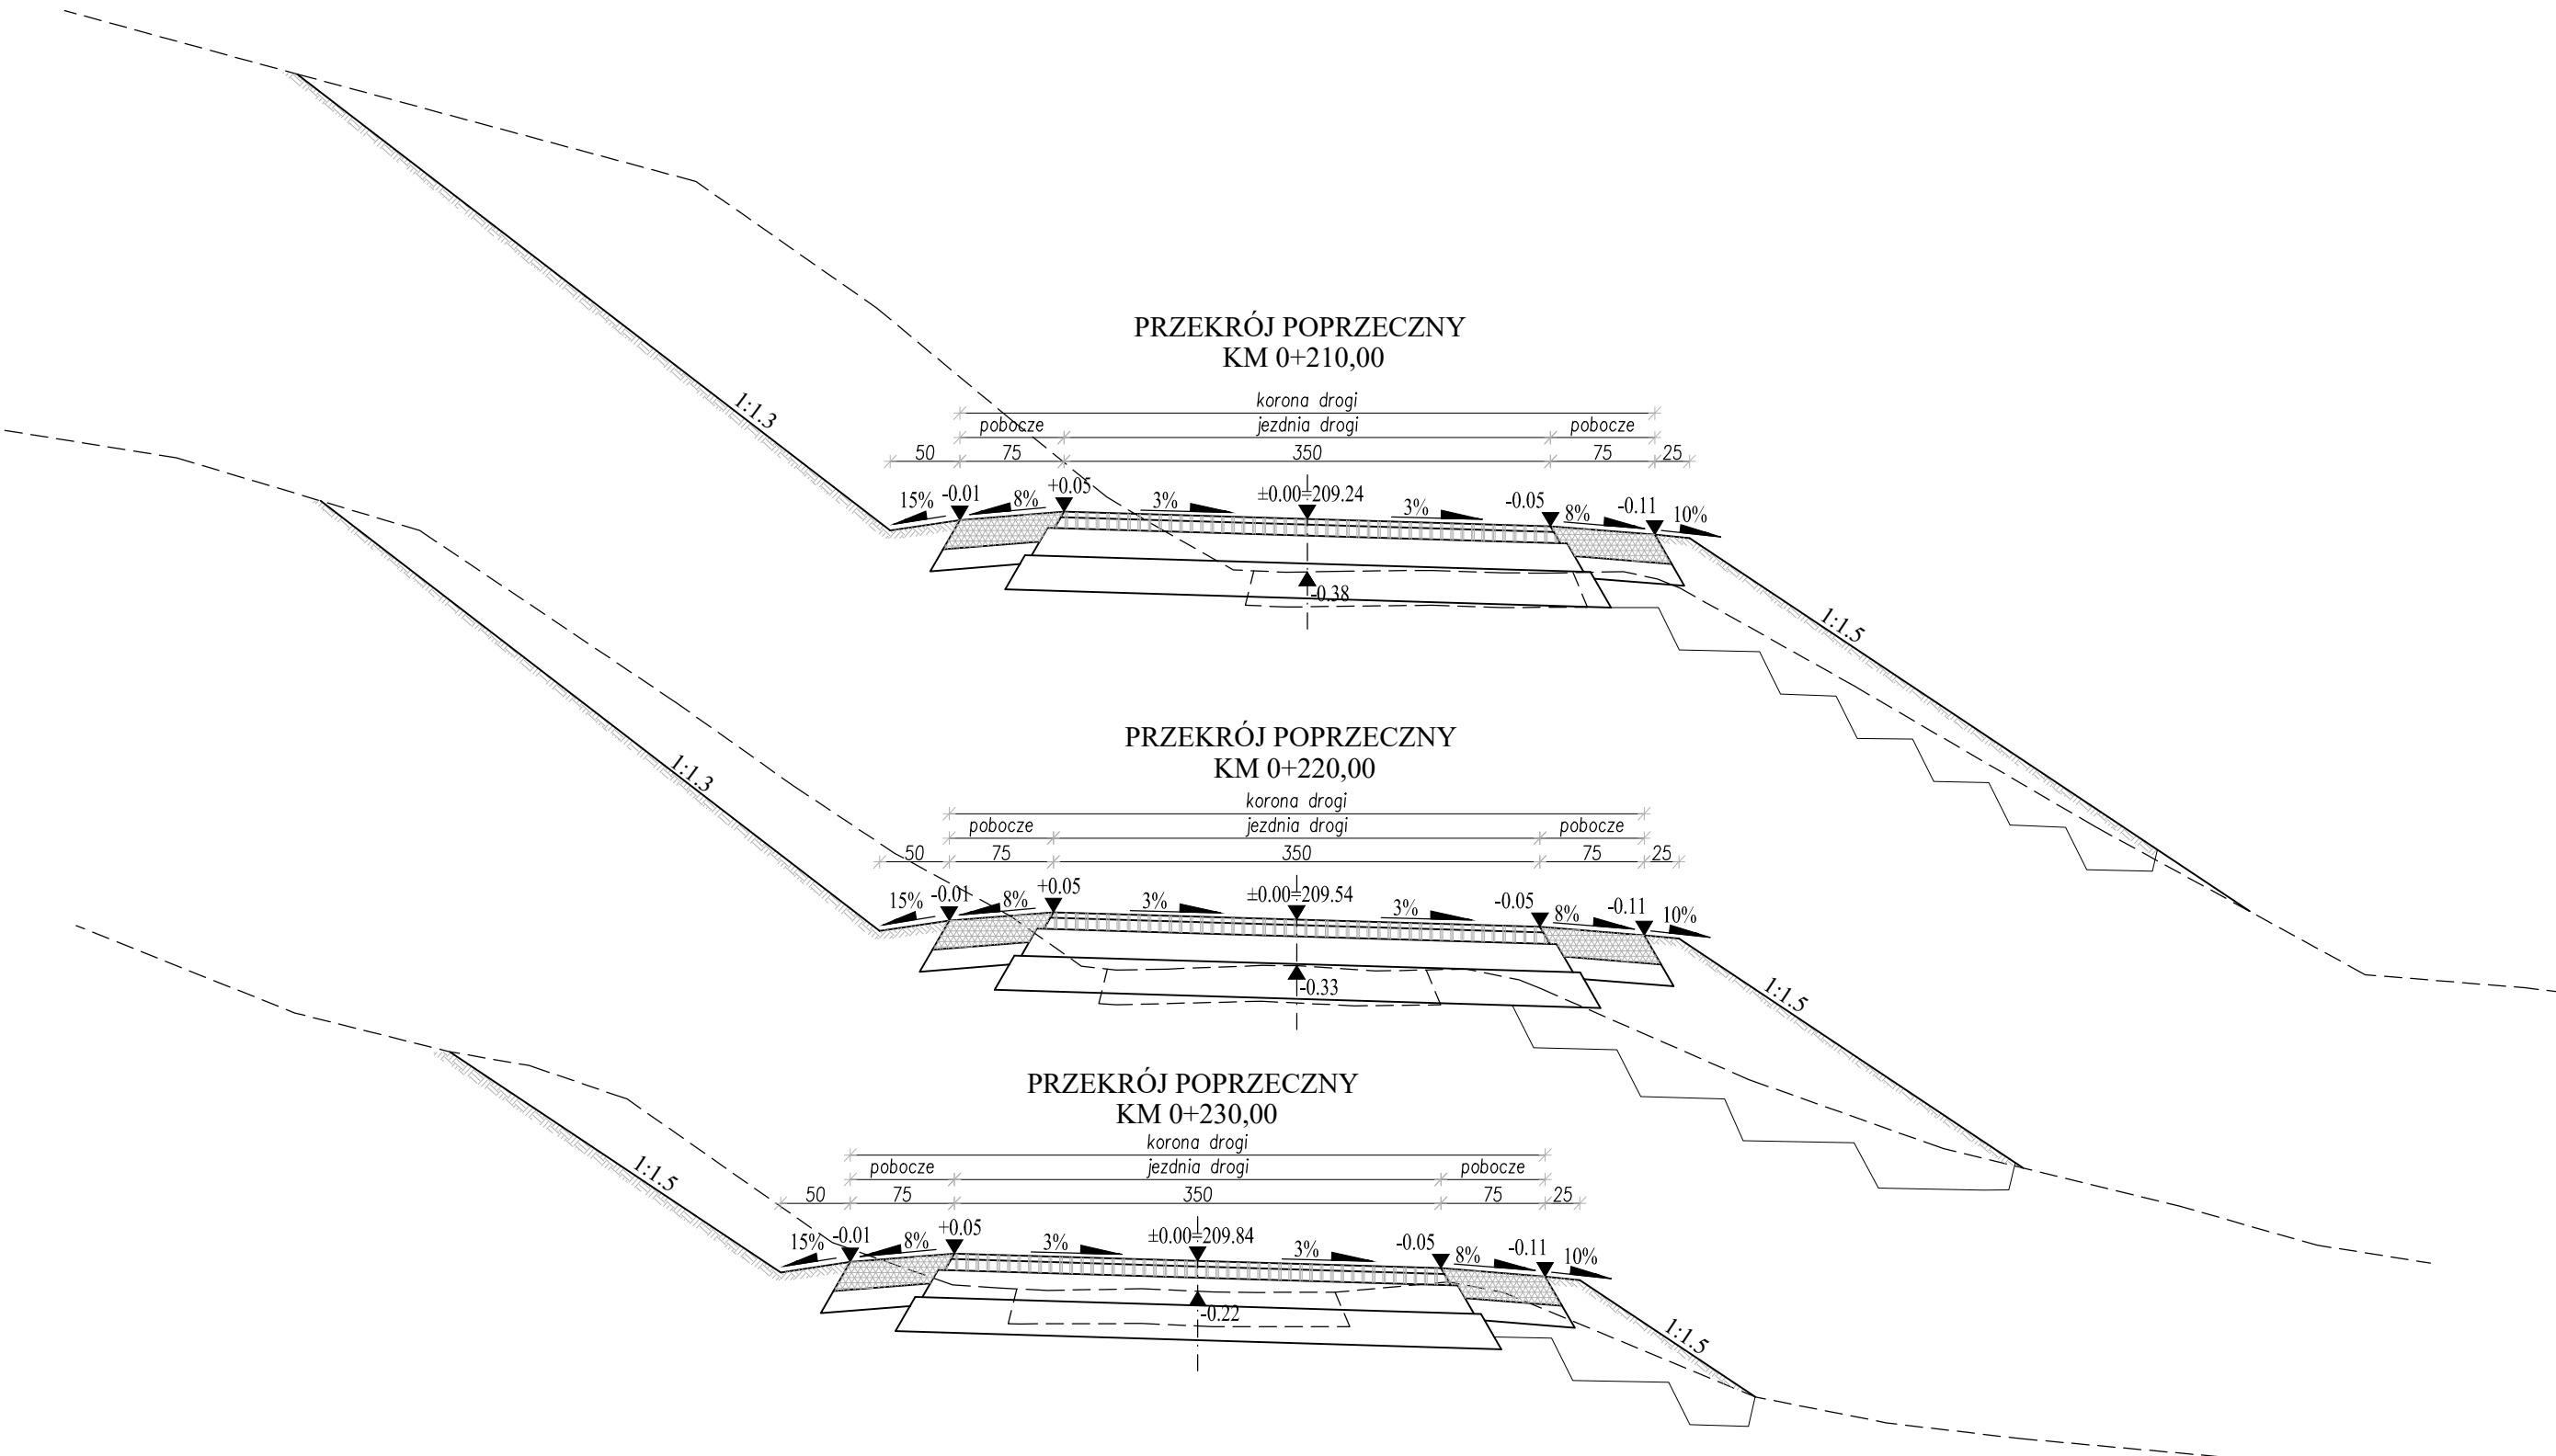 PRZEKRÓJ POPRZECZNY
KM 0+210,00
korona drogi
pobocze jezdnia drogi pobocze
50 75 350 75 25
15% -0.01 8% +0.05 3% ±0.00=209.24 3% -0.05 8% -0.11 10%
-0.38
1:1.3
1:1.5
PRZEKRÓJ POPRZECZNY
KM 0+220,00
korona drogi
pobocze jezdnia drogi pobocze
50 75 350 75 25
15% -0.01 8% +0.05 3% ±0.00=209.54 3% -0.05 8% -0.11 10%
-0.33
1:1.3
1:1.5
PRZEKRÓJ POPRZECZNY
KM 0+230,00
korona drogi
pobocze jezdnia drogi pobocze
50 75 350 75 25
15% -0.01 8% +0.05 3% ±0.00=209.84 3% -0.05 8% -0.11 10%
-0.22
1:1.5
1:1.5